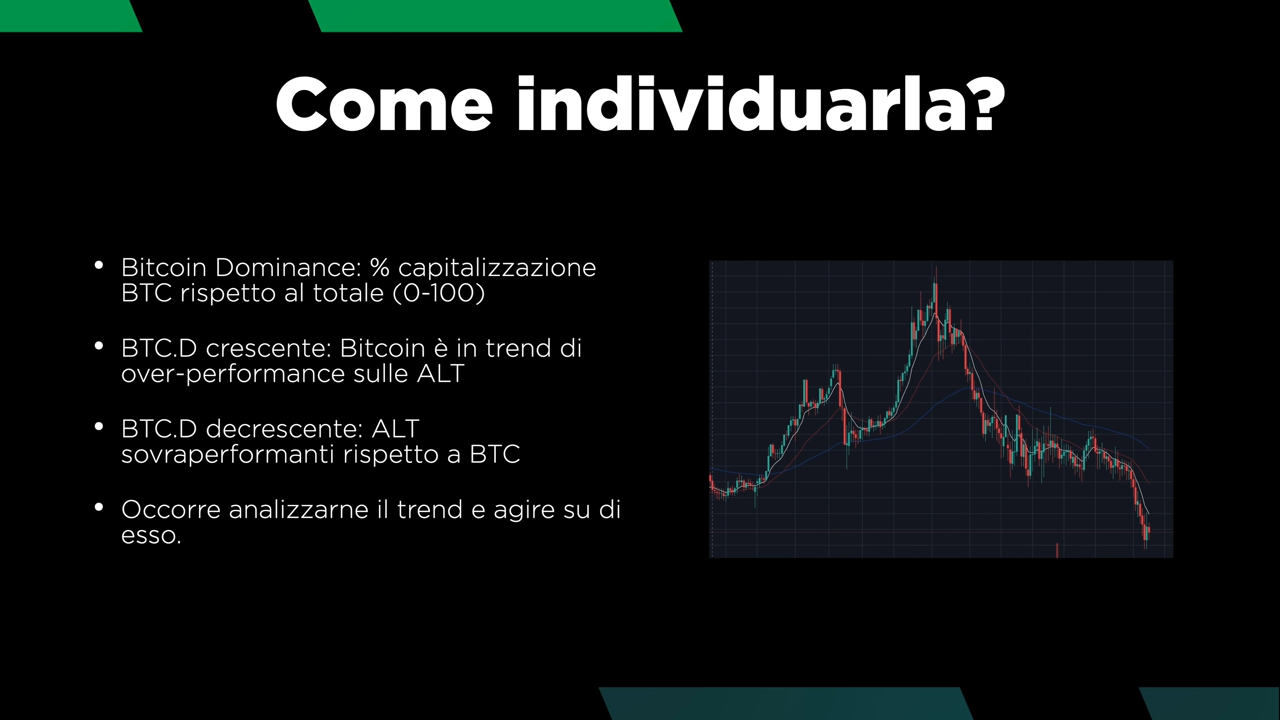 Come individuarla?
• Bitcoin Dominance: % capitalizzazione
BTC rispetto al totale (0-100)
• BTC.D crescente: Bitcoin è in trend di
over-performance sulle ALT
• BTC.D decrescente: ALT
sovraperformanti rispetto a BTC
• Occorre analizzarne il trend e agire su di
esso.